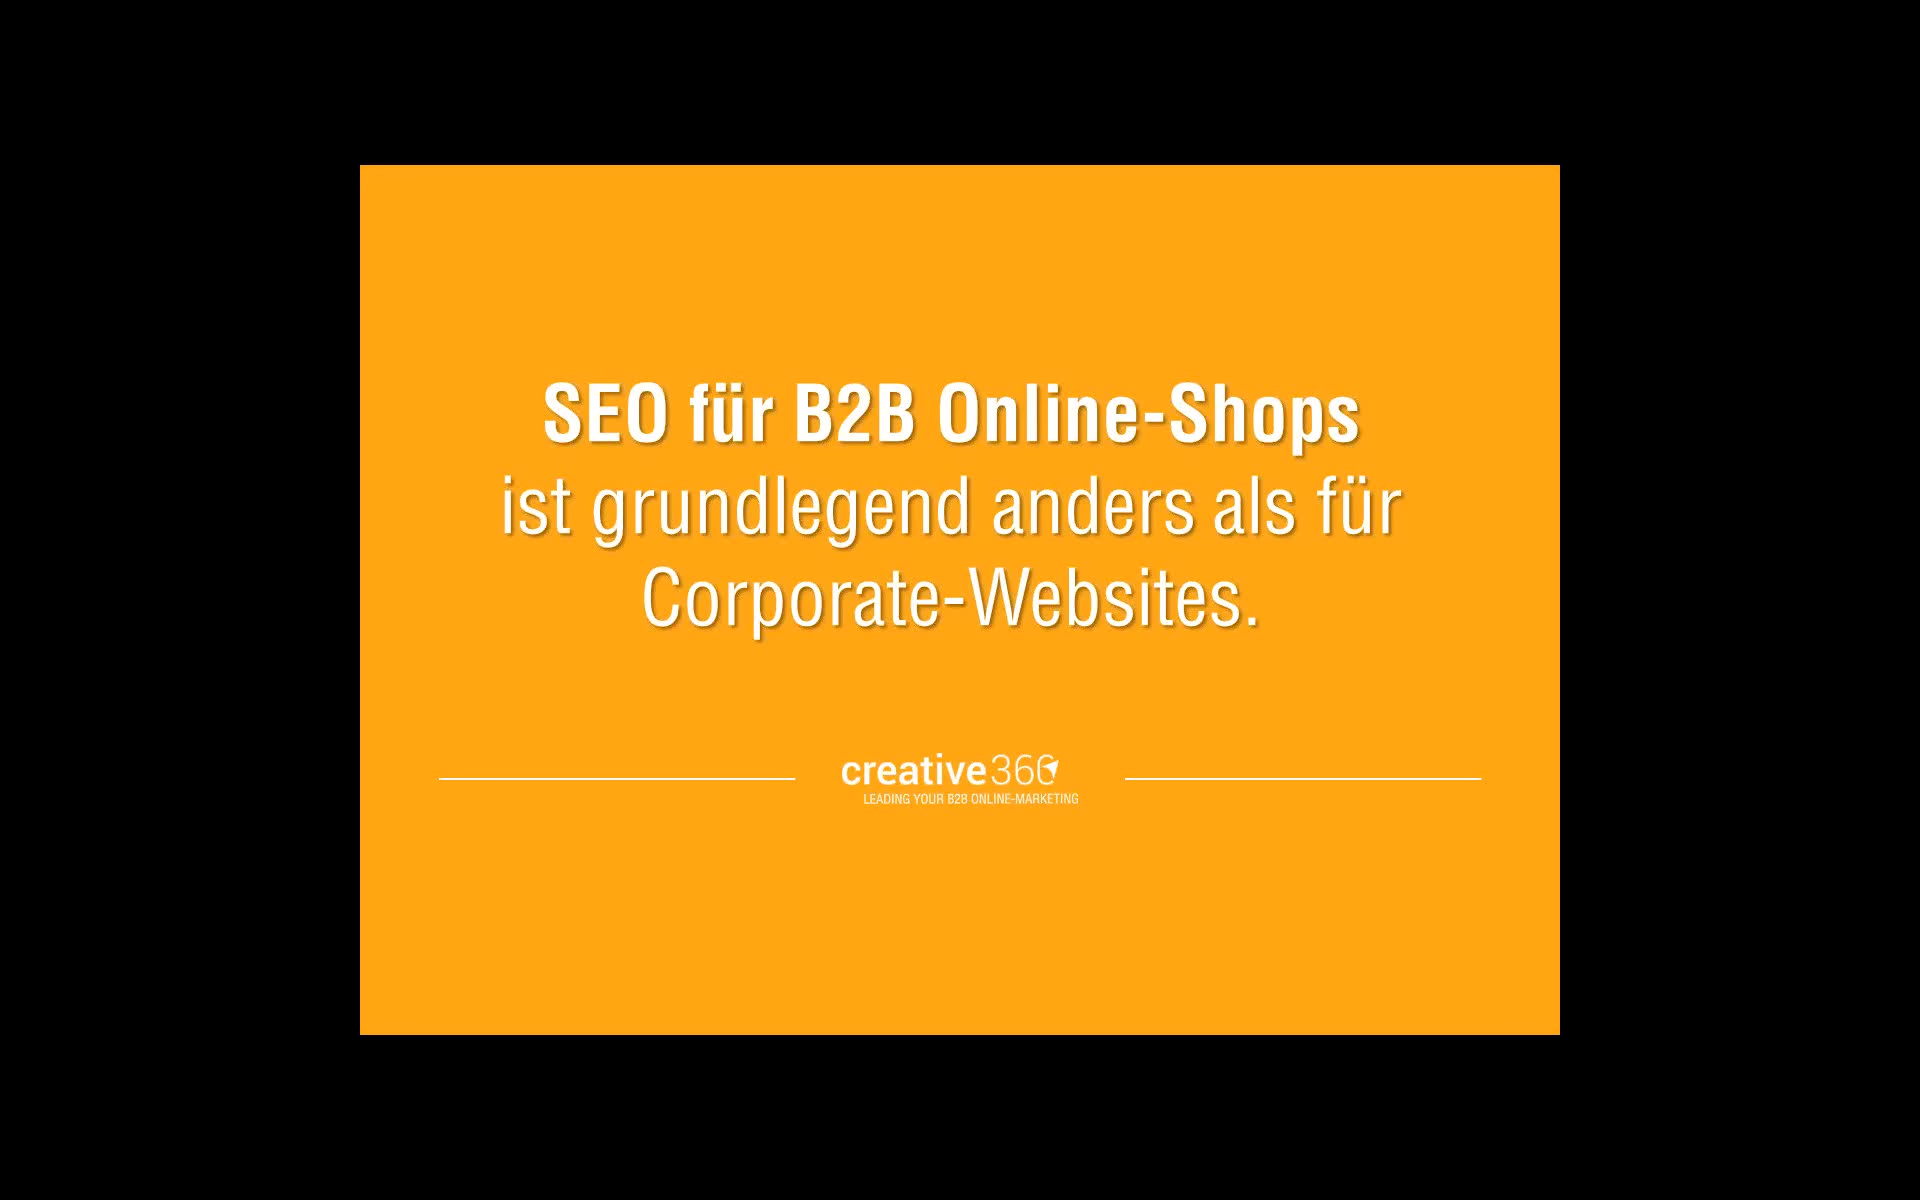 SEO für B2B Online-Shops
ist grundlegend anders als für
Corporate-Websites.
creative360
LEADING YOUR B2B ONLINE-MARKETING